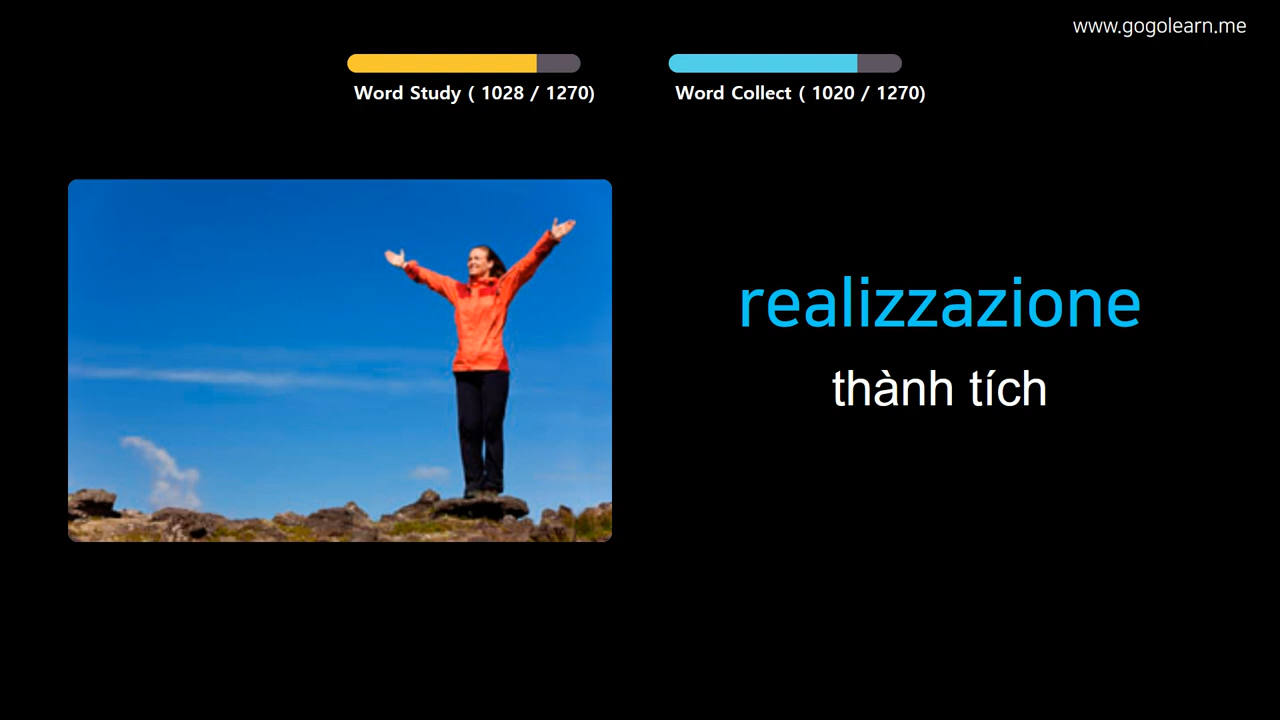 www.gogolearn.me
Word Study ( 1028 / 1270)
Word Collect ( 1020 / 1270)
realizzazione
thành tích